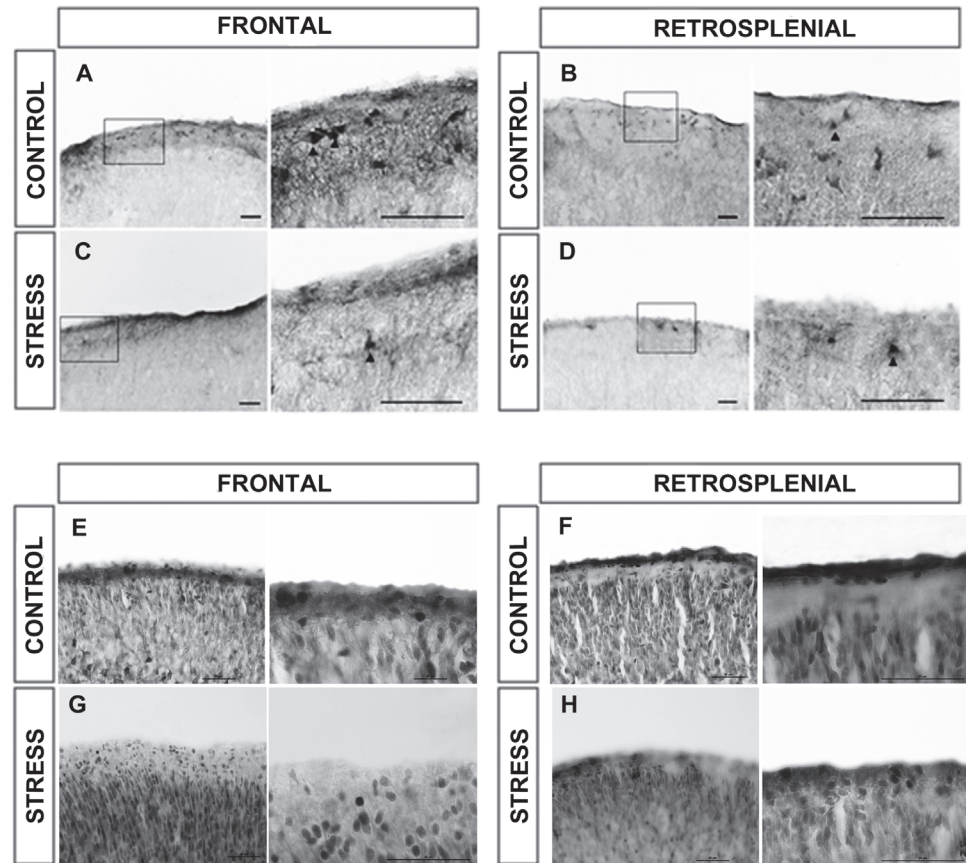 FRONTAL
RETROSPLENIAL
CONTROL
A
CONTROL
B
STRESS
C
STRESS
D
FRONTAL
RETROSPLENIAL
CONTROL
E
CONTROL
F
STRESS
G
STRESS
H